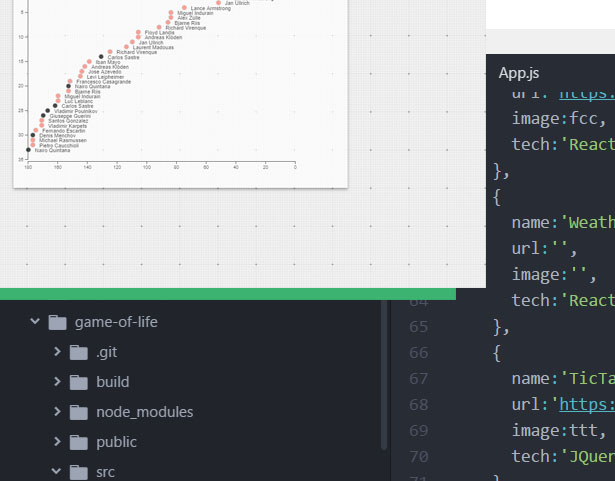 Jan Ullrich
5
Lance Armstrong
Miguel Indurain
Alex Zülle
Bjarne Riis
Richard Virenque
10
Floyd Landis
Andreas Klöden
Jan Ullrich
Laurent Madouas
Richard Virenque
Carlos Sastre
15
Iban Mayo
Andreas Klöden
Jose Azevedo
Levi Leipheimer
Francesco Casagrande
20
Nairo Quintana
Bjarne Riis
Miguel Indurain
Luc Leblanc
Carlos Sastre
25
Vladimir Poulnikov
Giuseppe Guerini
Santos Gonzalez
Vladimir Karpets
Fernando Escartin
30
Denis Menchov
Michael Rasmussen
Pietro Caucchioli
Nairo Quintana
35
180 160 140 120 100 80 60 40 20 0
App.js
url:'https:
image:fcc,
tech:'React
},
{
name:'Weath
url:'',
image:'',
64 tech:'React
65 },
66 {
67 name:'TicTa
68 url:'https:
69 image:ttt,
70 tech:'JQuer
71 }
game-of-life
.git
build
node_modules
public
src